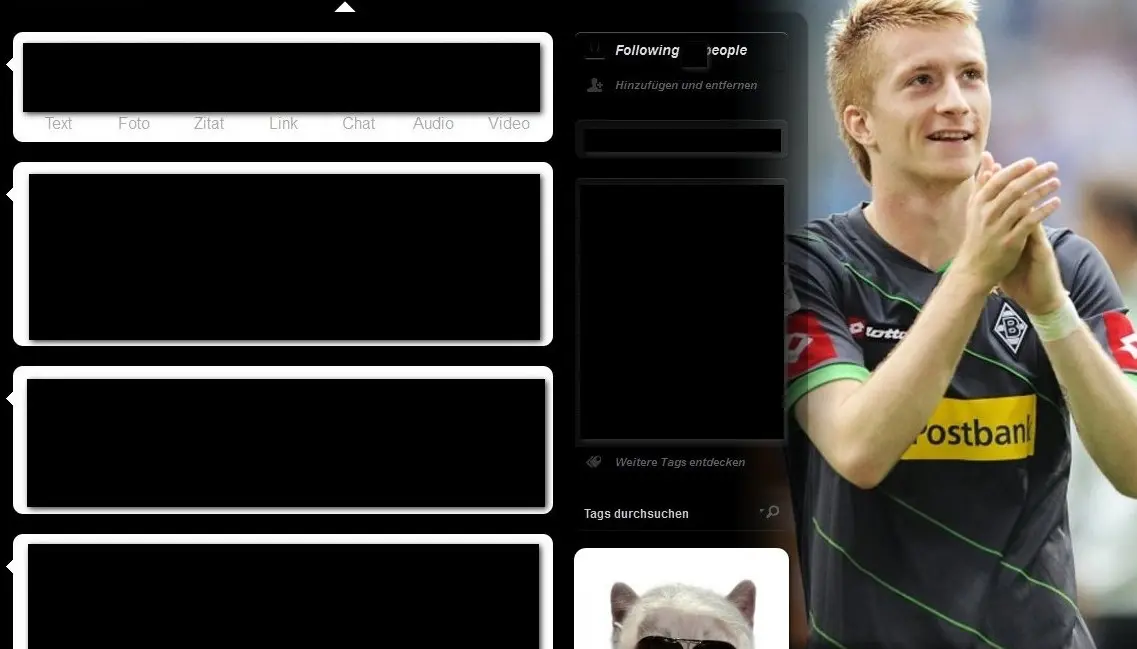 Text Foto Zitat Link Chat Audio Video
Following people
Hinzufügen und entfernen
Weitere Tags entdecken
Tags durchsuchen
lotto
B
Postbank